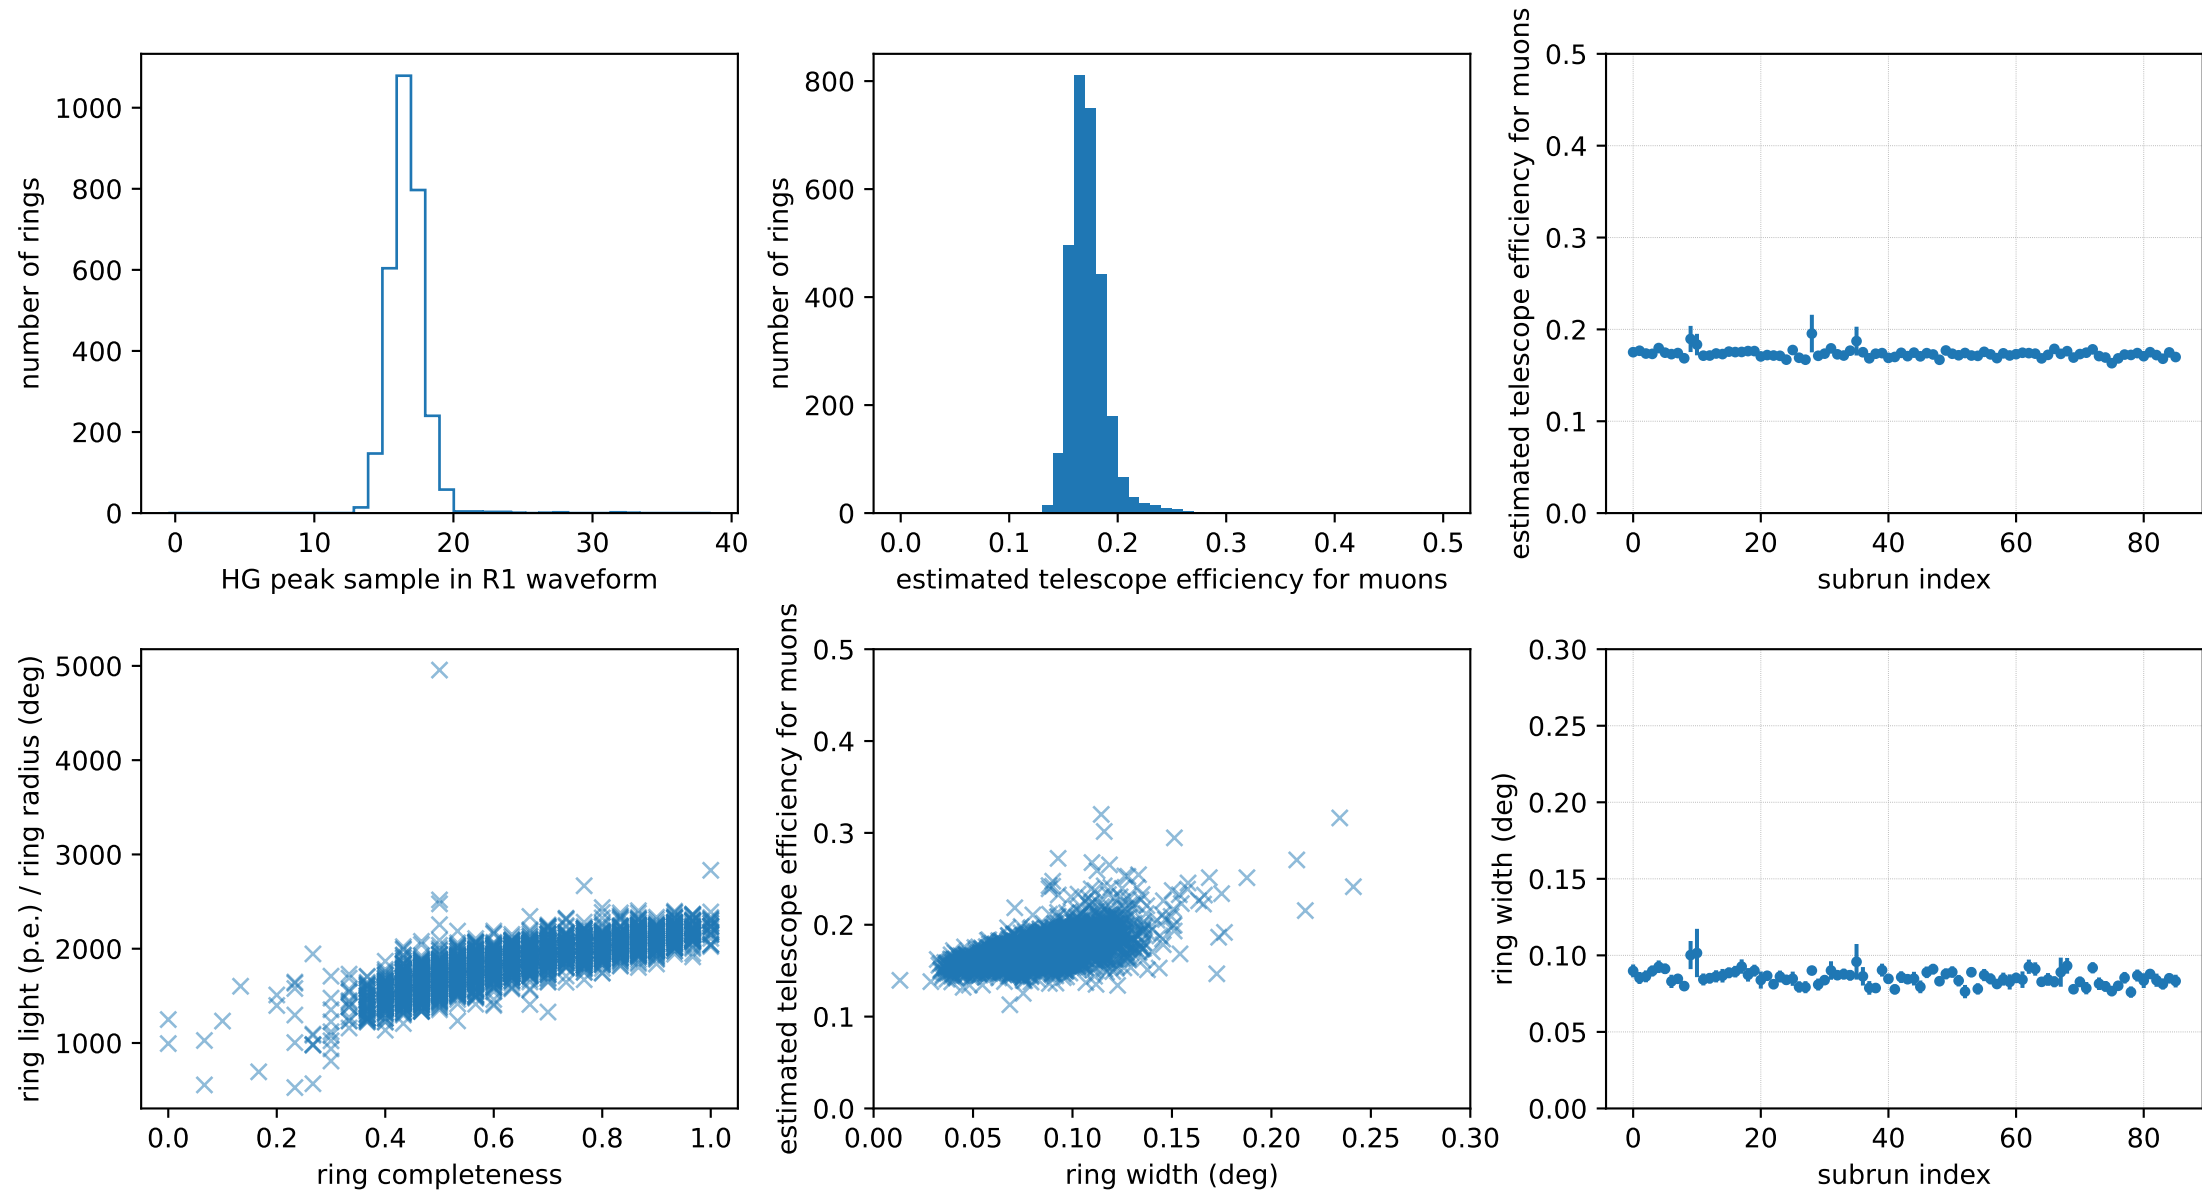 number of rings
1000
800
600
400
200
0
0 10 20 30 40
HG peak sample in R1 waveform
number of rings
800
600
400
200
0
0.0 0.1 0.2 0.3 0.4 0.5
estimated telescope efficiency for muons
estimated telescope efficiency for muons
0.5
0.4
0.3
0.2
0.1
0.0
0 20 40 60 80
subrun index
ring light (p.e.) / ring radius (deg)
5000
4000
3000
2000
1000
0.0 0.2 0.4 0.6 0.8 1.0
ring completeness
estimated telescope efficiency for muons
0.5
0.4
0.3
0.2
0.1
0.0
0.00 0.05 0.10 0.15 0.20 0.25 0.30
ring width (deg)
ring width (deg)
0.30
0.25
0.20
0.15
0.10
0.05
0.00
0 20 40 60 80
subrun index